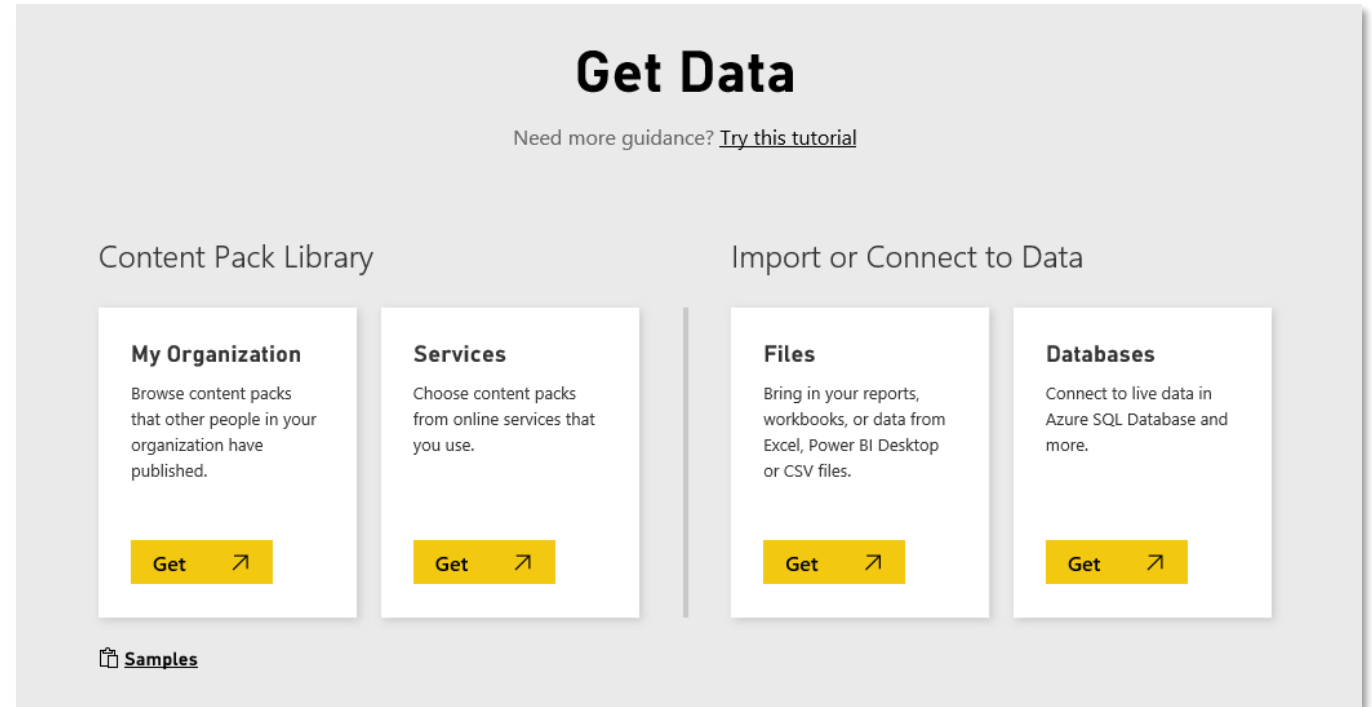 Get Data
Need more guidance? Try this tutorial
Content Pack Library
My Organization
Browse content packs
that other people in your
organization have
published.
Get
Services
Choose content packs
from online services that
you use.
Get
Samples
Import or Connect to Data
Files
Bring in your reports,
workbooks, or data from
Excel, Power BI Desktop
or CSV files.
Get
Databases
Connect to live data in
Azure SQL Database and
more.
Get